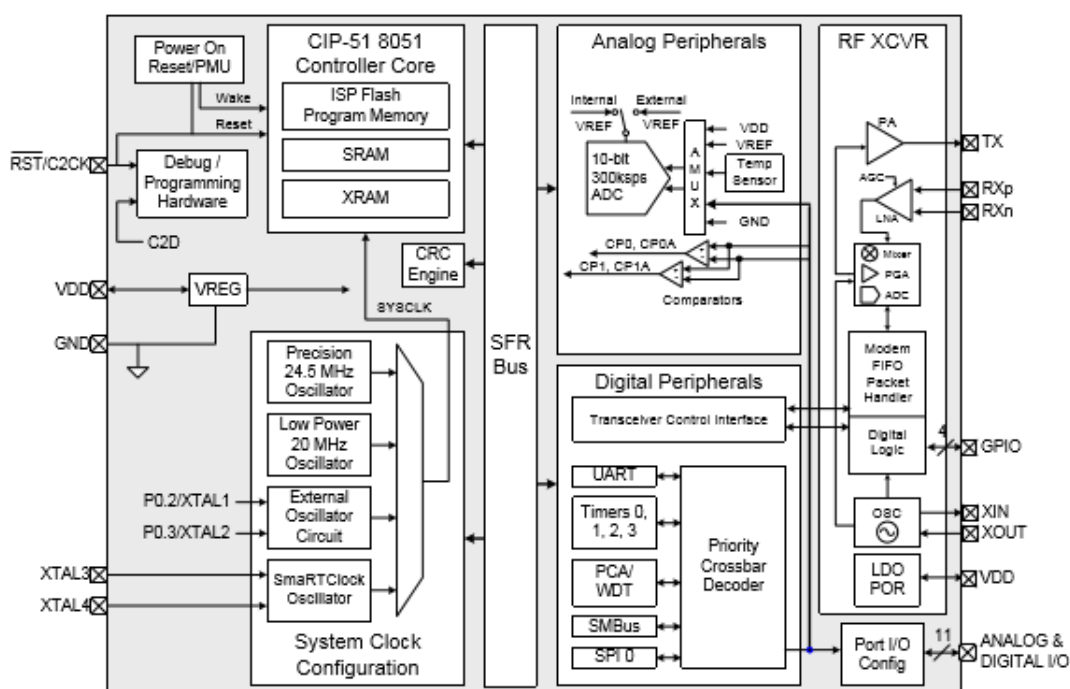 Power On
Reset/PMU
Wake
Reset
RST/C2CK
Debug /
Programming
Hardware
C2D
VDD
VREG
GND
CIP-51 8051
Controller Core
ISP Flash
Program Memory
SRAM
XRAM
CRC
Engine
SYSCLK
Precision
24.5 MHz
Oscillator
Low Power
20 MHz
Oscillator
P0.2/XTAL1
P0.3/XTAL2
External
Oscillator
Circuit
XTAL3
XTAL4
SmaRTClock
Oscillator
System Clock
Configuration
SFR
Bus
Analog Peripherals
Internal
External
VREF
VREF
10-bit
300ksps
ADC
A
M
U
X
VDD
VREF
Temp
Sensor
GND
CP0, CP0A
CP1, CP1A
+
-
+
-
Comparators
Digital Peripherals
Transceiver Control Interface
UART
Timers 0,
1, 2, 3
PCA/
WDT
SMBus
SPI 0
Priority
Crossbar
Decoder
RF XCVR
PA
TX
AGC
LNA
RXp
RXn
Mixer
PGA
ADC
Modem
FIFO
Packet
Handler
Digital
Logic
4
GPIO
OSC
XIN
XOUT
LDO
POR
VDD
Port I/O
Config
11
ANALOG &
DIGITAL I/O